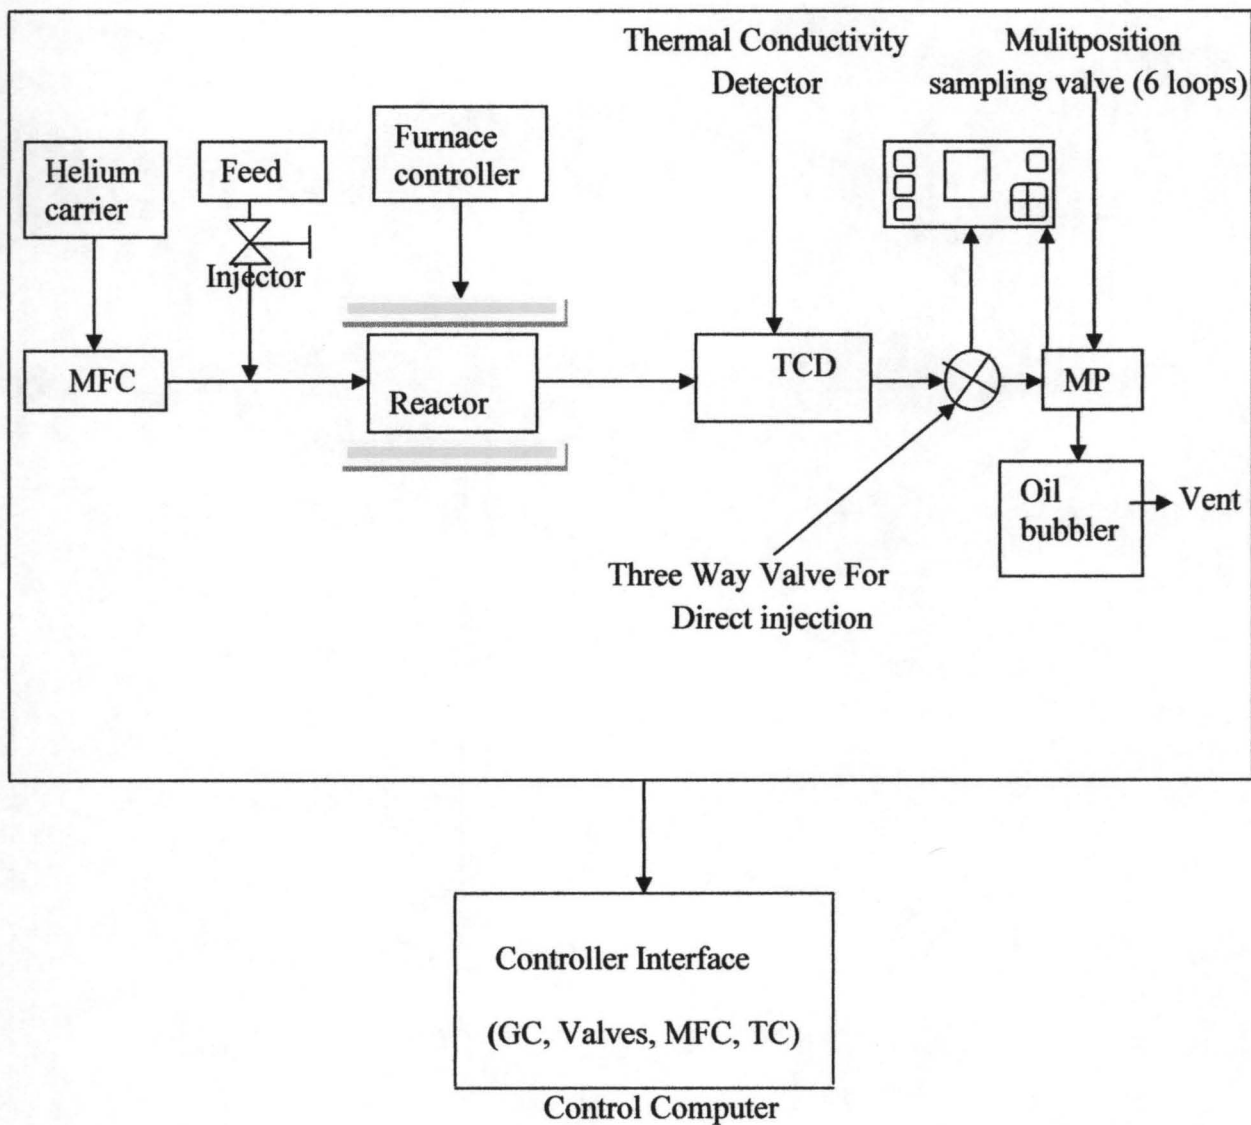 Thermal Conductivity
Detector
Mulitposition
sampling valve (6 loops)
Helium
carrier
Feed
Furnace
controller
Injector
MFC
Reactor
TCD
MP
Oil
bubbler
Vent
Three Way Valve For
Direct injection
Controller Interface
(GC, Valves, MFC, TC)
Control Computer